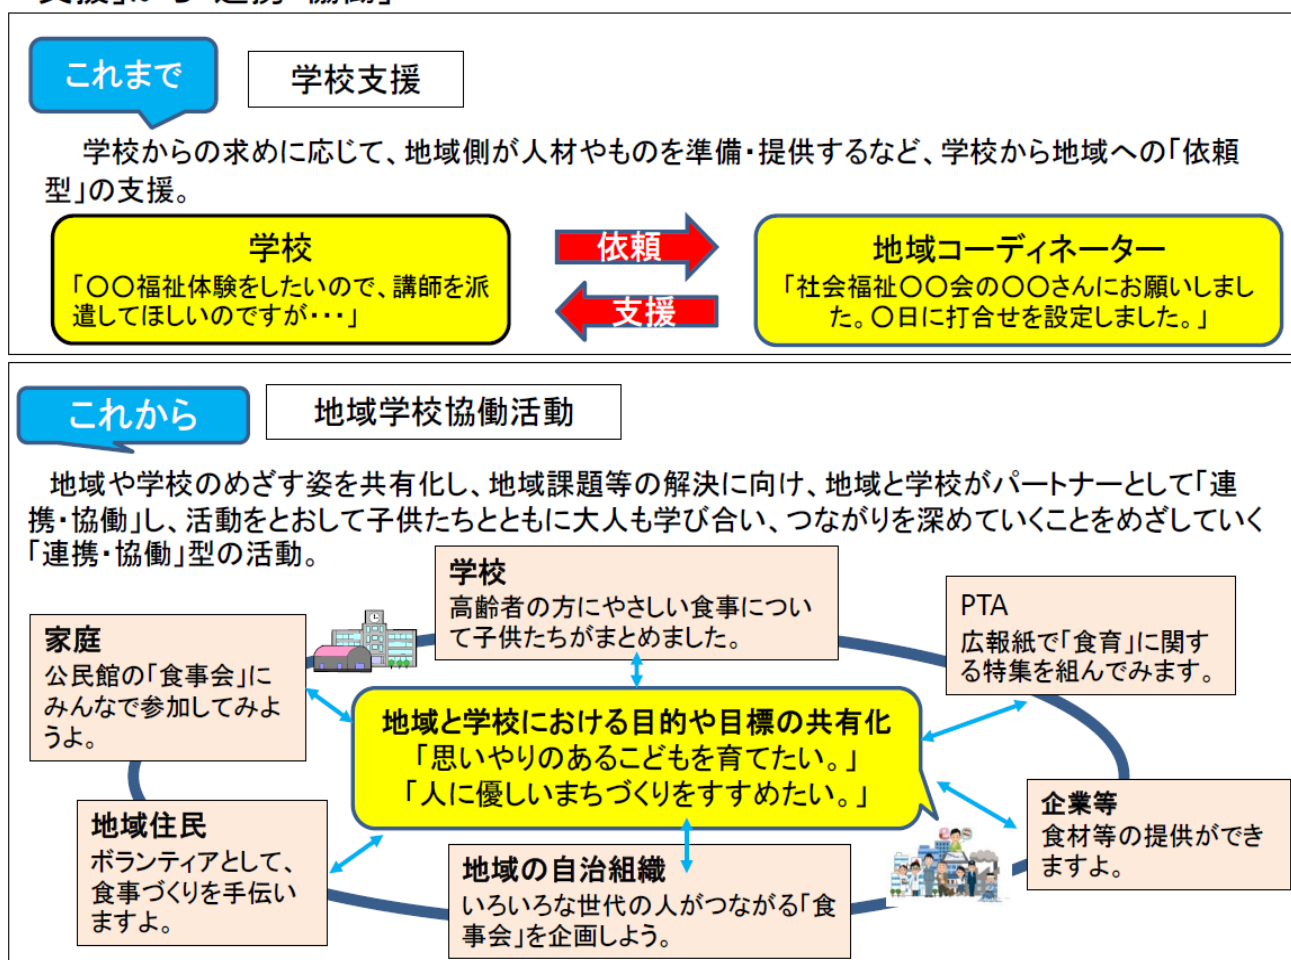 支援」から「連携・協働」
これまで
学校支援
学校からの求めに応じて、地域側が人材やものを準備・提供するなど、学校から地域への「依頼
型」の支援。
学校
「〇〇福祉体験をしたいので、講師を派
遣してほしいのですが・・・」
依頼
支援
地域コーディネーター
「社会福祉〇〇会の〇〇さんにお願いしまし
た。〇日に打合せを設定しました。」
これから
地域学校協働活動
地域や学校のめざす姿を共有化し、地域課題等の解決に向け、地域と学校がパートナーとして「連
携・協働」し、活動をとおして子供たちとともに大人も学び合い、つながりを深めていくことをめざしていく
「連携・協働」型の活動。
学校
高齢者の方にやさしい食事につい
て子供たちがまとめました。
PTA
広報紙で「食育」に関す
る特集を組んでみます。
家庭
公民館の「食事会」に
みんなで参加してみよ
うよ。
地域と学校における目的や目標の共有化
「思いやりのあるこどもを育てたい。」
「人に優しいまちづくりをすすめたい。」
企業等
食材等の提供ができ
ますよ。
地域住民
ボランティアとして、
食事づくりを手伝い
ますよ。
地域の自治組織
いろいろな世代の人がつながる「食
事会」を企画しよう。